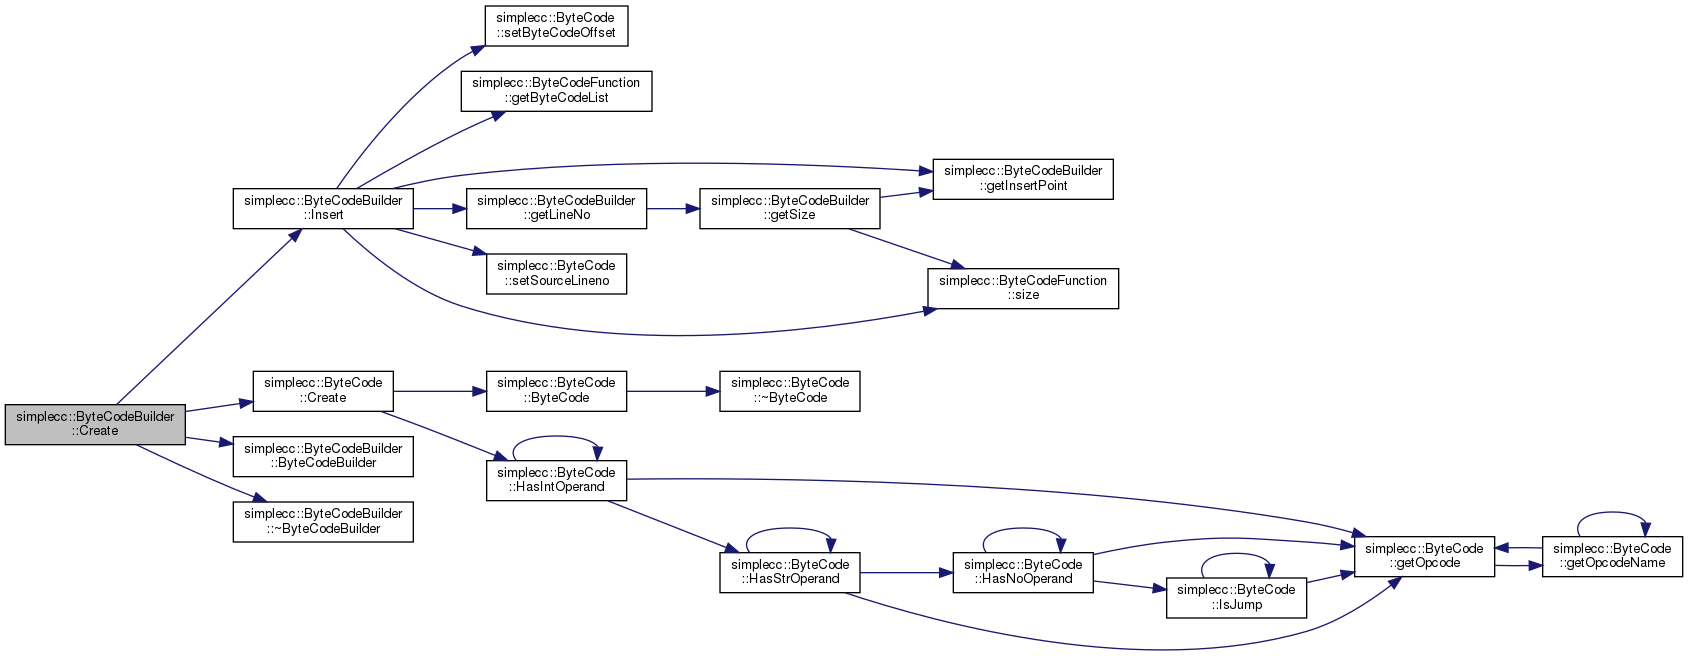 simplecc::ByteCode
::setByteCodeOffset
simplecc::ByteCodeFunction
::getByteCodeList
simplecc::ByteCodeBuilder
::getInsertPoint
simplecc::ByteCodeBuilder
::Insert
simplecc::ByteCodeBuilder
::getLineNo
simplecc::ByteCodeBuilder
::getSize
simplecc::ByteCode
::setSourceLineno
simplecc::ByteCodeFunction
::size
simplecc::ByteCodeBuilder
::Create
simplecc::ByteCode
::Create
simplecc::ByteCode
::ByteCode
simplecc::ByteCode
::~ByteCode
simplecc::ByteCodeBuilder
::ByteCodeBuilder
simplecc::ByteCode
::HasIntOperand
simplecc::ByteCodeBuilder
::~ByteCodeBuilder
simplecc::ByteCode
::HasStrOperand
simplecc::ByteCode
::HasNoOperand
simplecc::ByteCode
::IsJump
simplecc::ByteCode
::getOpcode
simplecc::ByteCode
::getOpcodeName